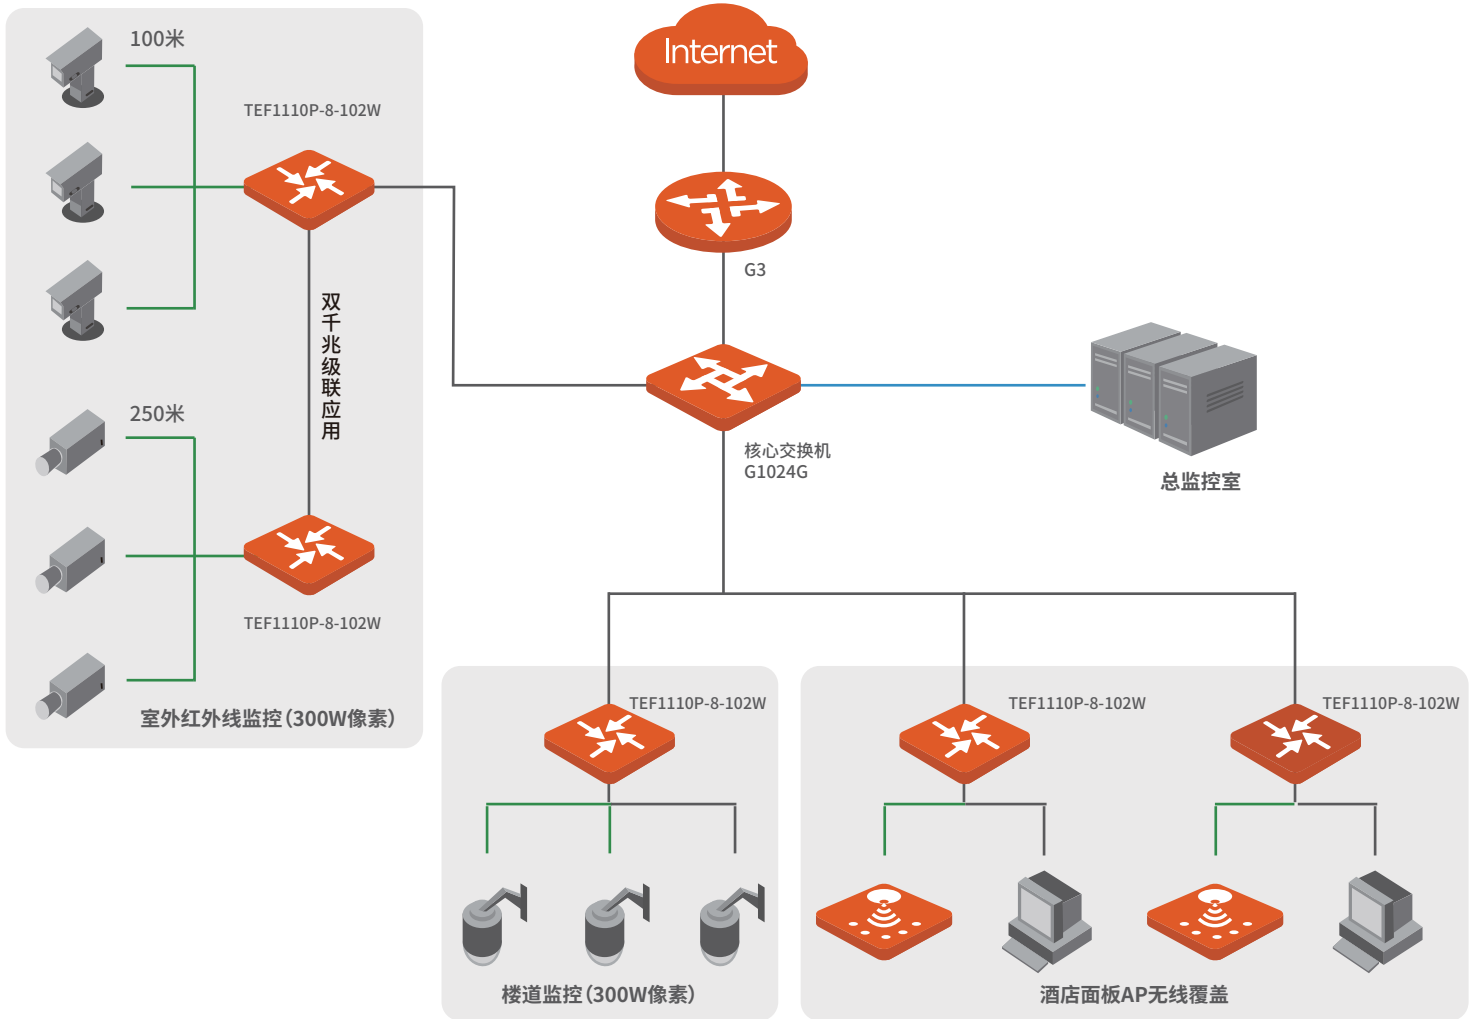 100米
TEF1110P-8-102W
双千兆级联应用
250米
TEF1110P-8-102W
室外红外线监控（300W像素）
Internet
G3
核心交换机
G1024G
总监控室
TEF1110P-8-102W
楼道监控（300W像素）
TEF1110P-8-102W
TEF1110P-8-102W
酒店面板AP无线覆盖